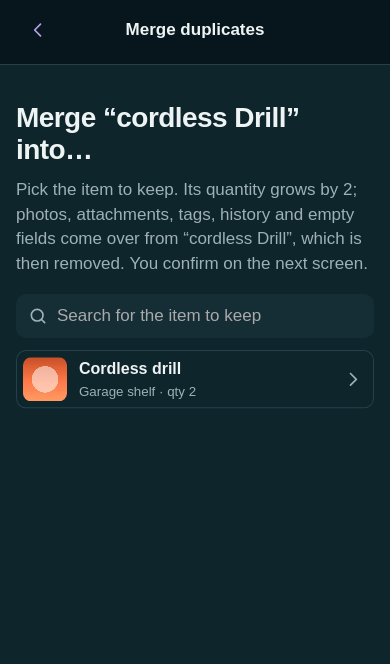 Merge duplicates
Merge “cordless Drill”
into…
Pick the item to keep. Its quantity grows by 2;
photos, attachments, tags, history and empty
fields come over from “cordless Drill”, which is
then removed. You confirm on the next screen.
Search for the item to keep
Cordless drill
Garage shelf · qty 2